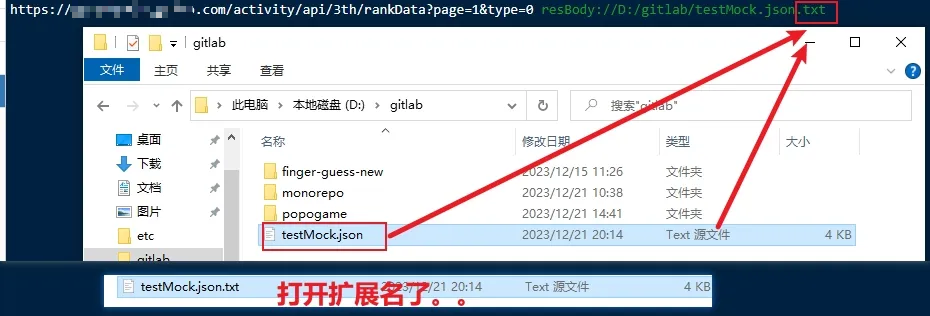 https://
.com/activity/api/3th/rankData?page=1&type=0 resBody://D:/gitlab/testMock.json.txt
gitlab
文件 主页 共享 查看
此电脑 本地磁盘 (D:) gitlab 搜索"gitlab"
名称 修改日期 类型 大小
桌面
下载
文档
图片
etc
gitlab
finger-guess-new 2023/12/15 11:26 文件夹
monorepo 2023/12/21 10:38 文件夹
popogame 2023/12/21 14:41 文件夹
testMock.json 2023/12/21 20:14 Text 源文件 4 KB
testMock.json.txt 2023/12/21 20:14 Text 源文件 4 KB
打开扩展名了。。